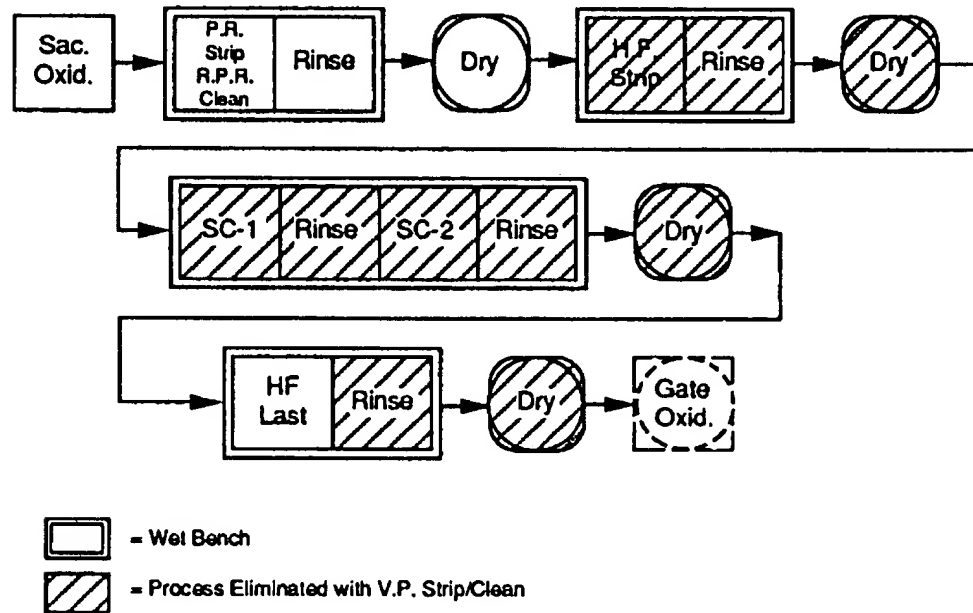 Sac.
Oxid.
P.R.
Strip
R.P.R.
Clean
Rinse
Dry
H.F.
Strip
Rinse
Dry
SC-1
Rinse
SC-2
Rinse
Dry
HF
Last
Rinse
Dry
Gate
Oxid.
= Wet Bench
= Process Eliminated with V.P. Strip/Clean